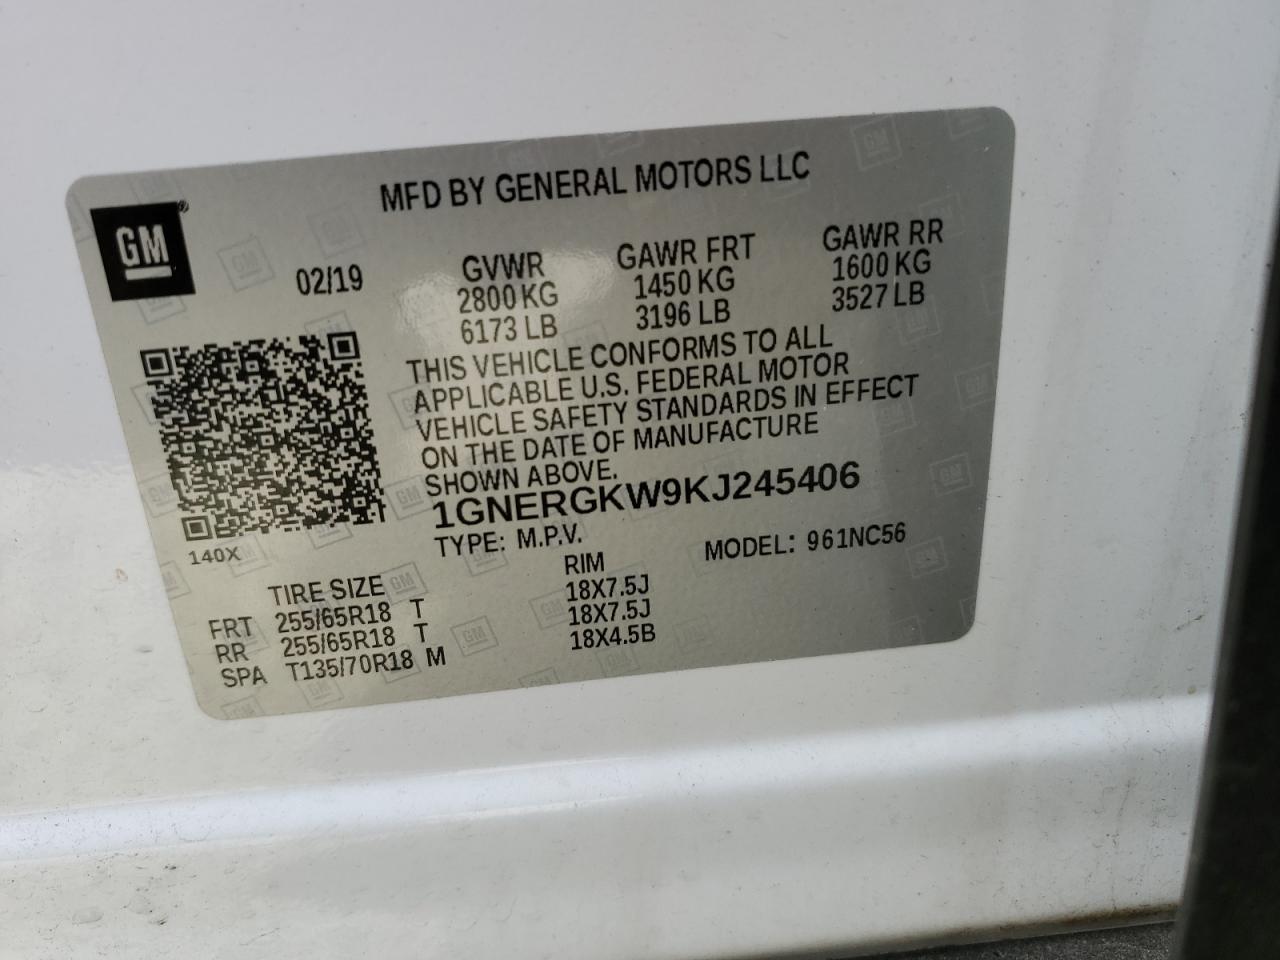 MFD BY GENERAL MOTORS LLC
GM®
02/19
GVWR GAWR FRT GAWR RR
2800 KG 1450 KG 1600 KG
6173 LB 3196 LB 3527 LB
THIS VEHICLE CONFORMS TO ALL
APPLICABLE U.S. FEDERAL MOTOR
VEHICLE SAFETY STANDARDS IN EFFECT
ON THE DATE OF MANUFACTURE
SHOWN ABOVE.
1GNERGKW9KJ245406
140X
TYPE: M.P.V. MODEL: 961NC56
TIRE SIZE RIM
FRT 255/65R18 T 18X7.5J
RR 255/65R18 T 18X7.5J
SPA T135/70R18 M 18X4.5B